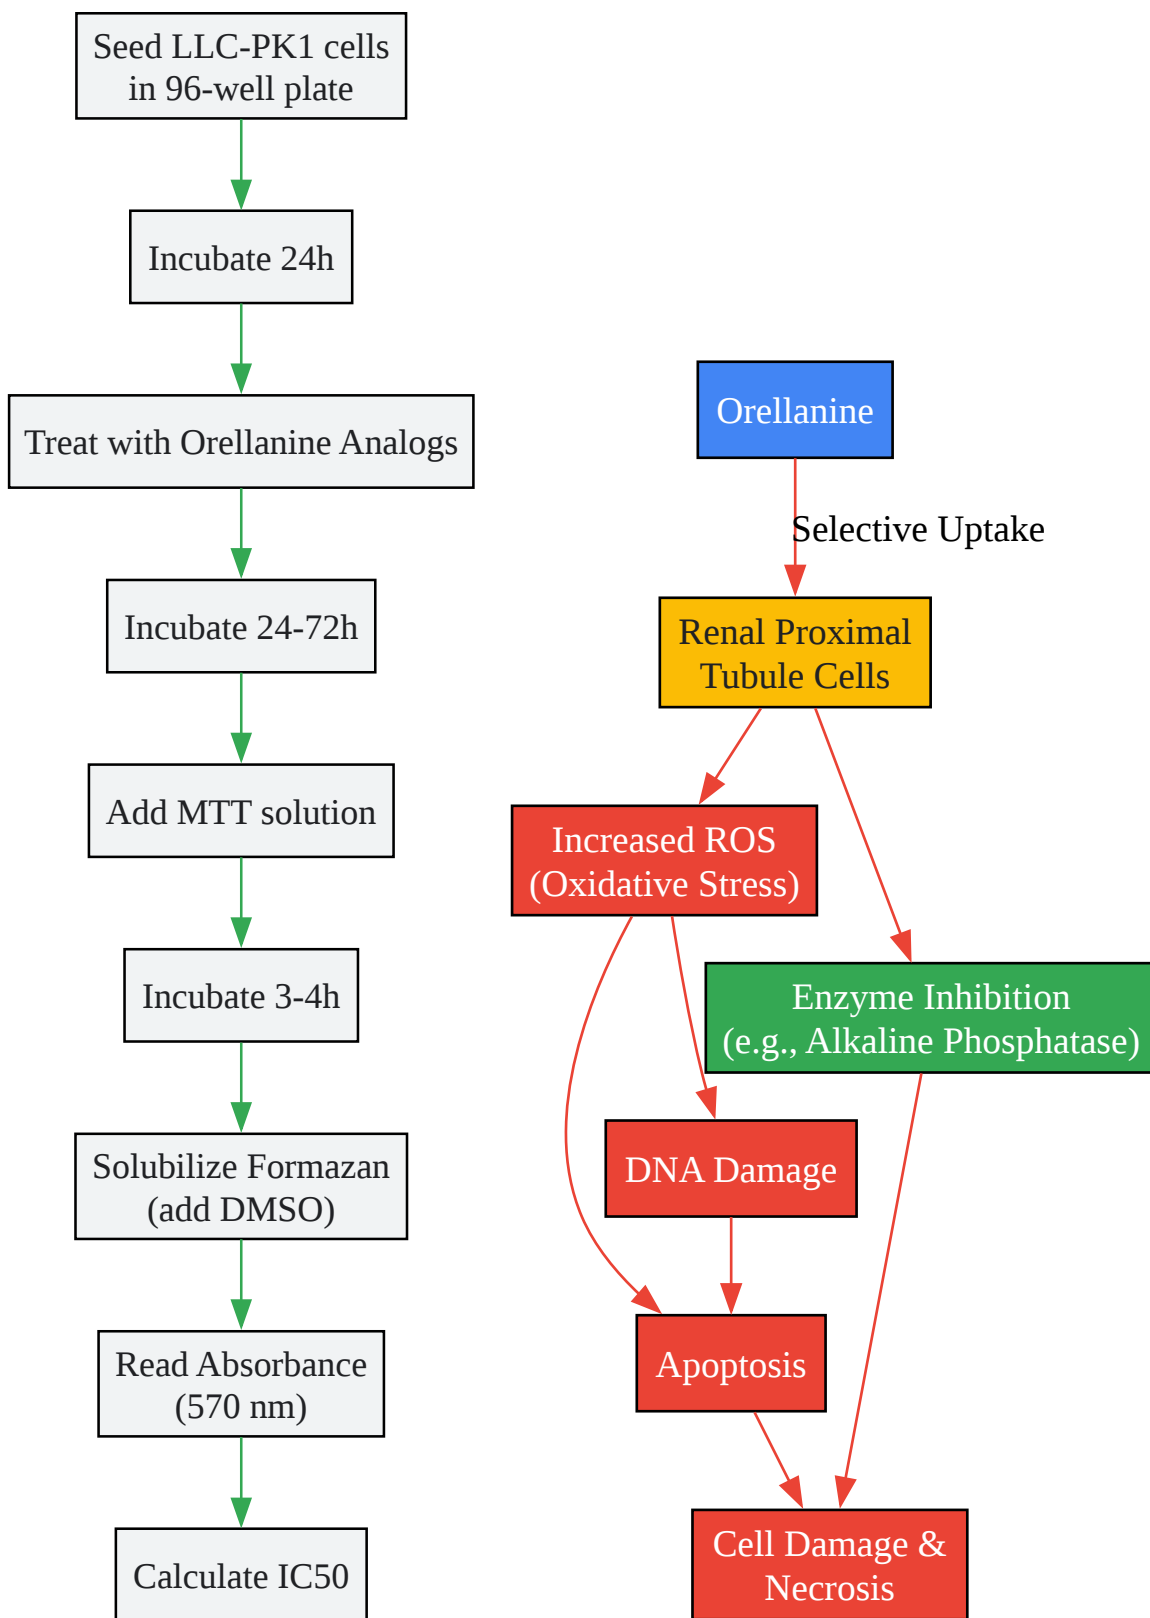 Seed LLC-PK1 cells
in 96-well plate
Incubate 24h
Treat with Orellanine Analogs
Incubate 24-72h
Add MTT solution
Incubate 3-4h
Solubilize Formazan
(add DMSO)
Read Absorbance
(570 nm)
Calculate IC50
Orellanine
Selective Uptake
Renal Proximal
Tubule Cells
Increased ROS
(Oxidative Stress)
Enzyme Inhibition
(e.g., Alkaline Phosphatase)
DNA Damage
Apoptosis
Cell Damage &
Necrosis